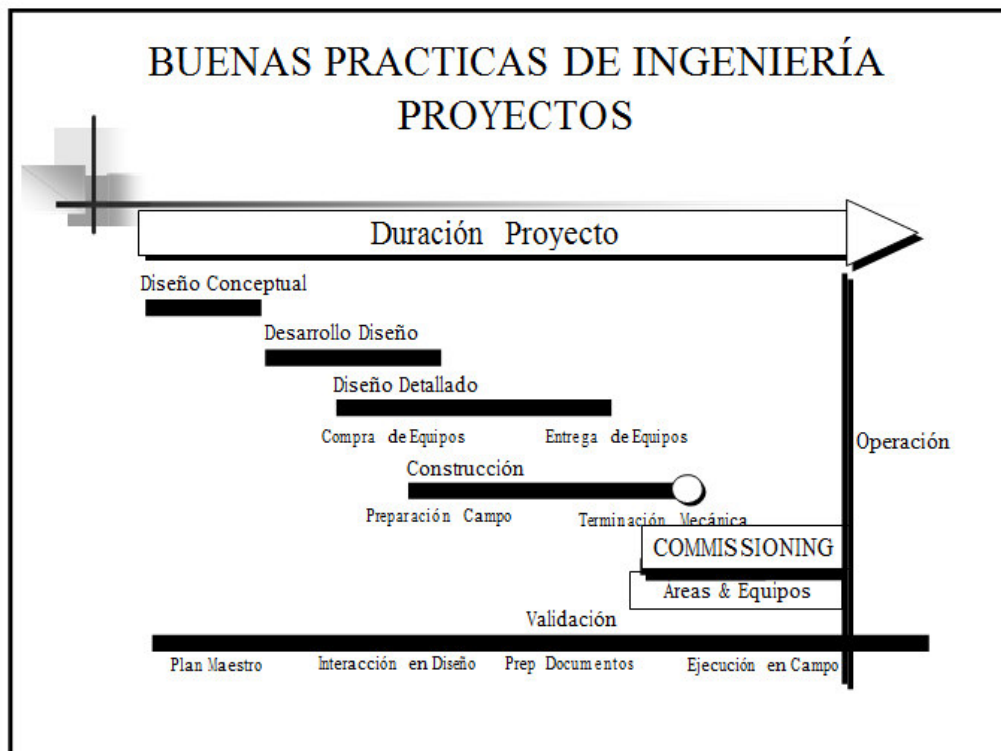 BUENAS PRACTICAS DE INGENIERÍA
PROYECTOS
Duración Proyecto
Diseño Conceptual
Desarrollo Diseño
Diseño Detallado
Compra de Equipos
Entrega de Equipos
Operación
Construcción
Preparación Campo
Terminación Mecánica
COMMISSIONING
Areas & Equipos
Validación
Plan Maestro
Interacción en Diseño
Prep Documentos
Ejecución en Campo